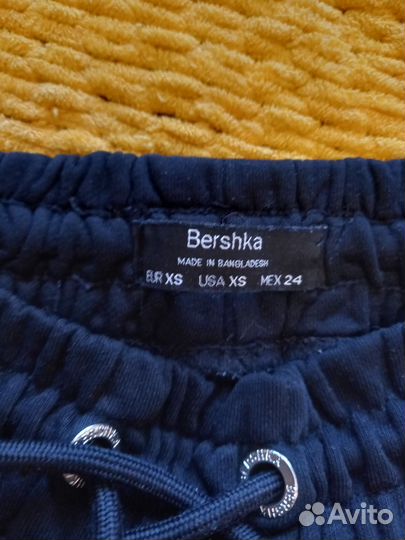 Bershka
MADE IN BANGLADESH
EUR XS USA XS MEX 24
Avito